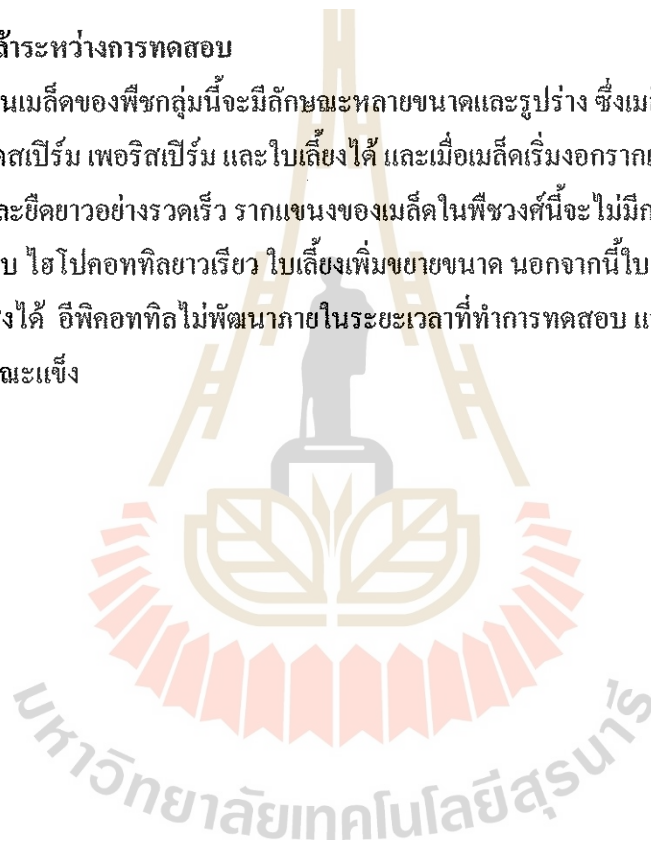 ล้าระหว่างการทดสอบ
นเมล็ดของพืชกลุ่มนี้จะมีลักษณะหลายขนาดและรูปร่าง ซึ่งเมล
ดสเปิร์ม เพอริสเปิร์ม และใบเลี้ยงได้ และเมื่อเมล็ดเริ่มงอกราก
ละยืดยาวอย่างรวดเร็ว รากแขนงของเมล็ดในพืชวงศ์นี้จะไม่มีก
บ ไฮโปคอททิลยาวเรียว ใบเลี้ยงเพิ่มขยายขนาด นอกจากนี้ใบ
งได้ อีพิคอททิลไม่พัฒนาภายในระยะเวลาที่ทำการทดสอบ แ
ณะแข็ง
มหาวิทยาลัยเทคโนโลยีสุรนารี